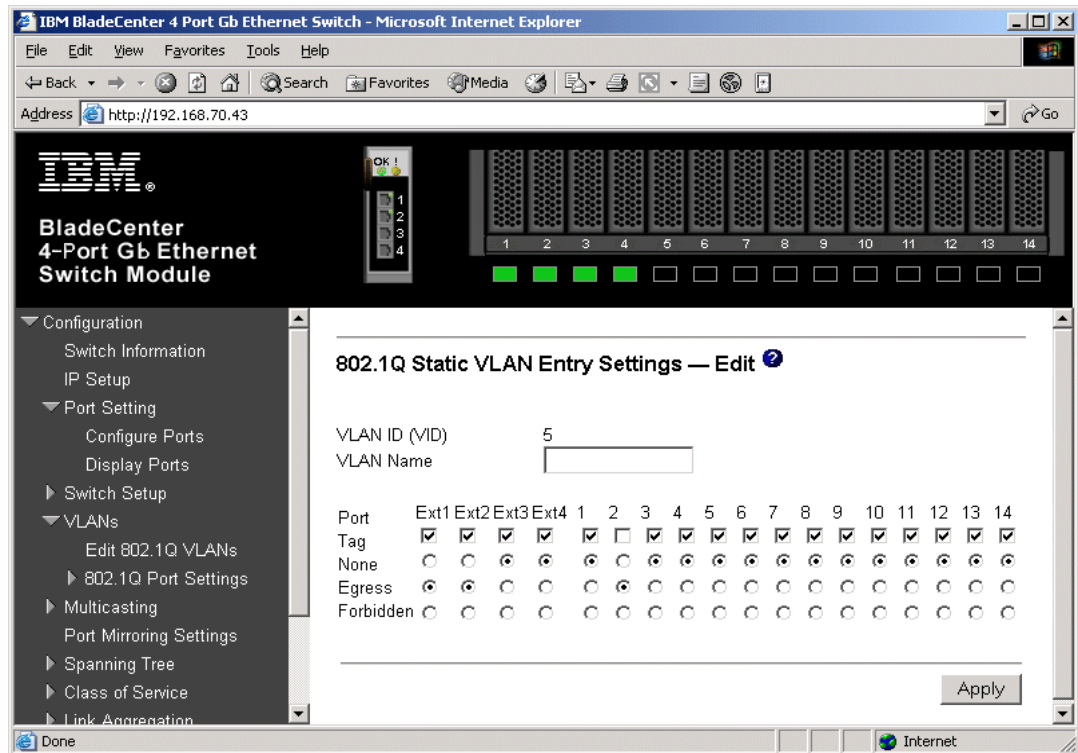 IBM BladeCenter 4 Port Gb Ethernet Switch - Microsoft Internet Explorer
File Edit View Favorites Tools Help
Back Search Favorites Media
Address http://192.168.70.43 Go
IBM®
BladeCenter
4-Port Gb Ethernet
Switch Module
OK !
1
2
3
4
1 2 3 4 5 6 7 8 9 10 11 12 13 14
Configuration
Switch Information
IP Setup
Port Setting
Configure Ports
Display Ports
Switch Setup
VLANs
Edit 802.1Q VLANs
802.1Q Port Settings
Multicasting
Port Mirroring Settings
Spanning Tree
Class of Service
Link Aggregation
802.1Q Static VLAN Entry Settings — Edit ?
VLAN ID (VID) 5
VLAN Name
Port Ext1 Ext2 Ext3 Ext4 1 2 3 4 5 6 7 8 9 10 11 12 13 14
Tag
None
Egress
Forbidden
Apply
Done Internet